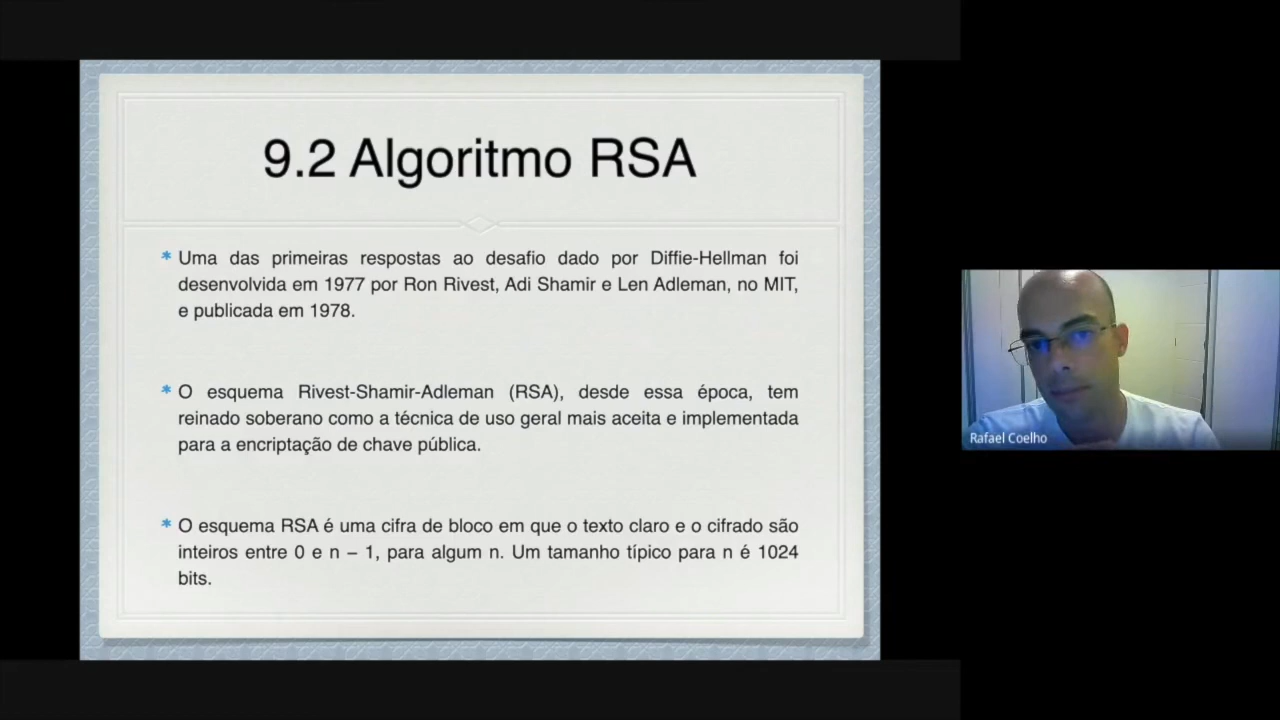 9.2 Algoritmo RSA
* Uma das primeiras respostas ao desafio dado por Diffie-Hellman foi
desenvolvida em 1977 por Ron Rivest, Adi Shamir e Len Adleman, no MIT,
e publicada em 1978.
* O esquema Rivest-Shamir-Adleman (RSA), desde essa época, tem
reinado soberano como a técnica de uso geral mais aceita e implementada
para a encriptação de chave pública.
* O esquema RSA é uma cifra de bloco em que o texto claro e o cifrado são
inteiros entre 0 e n – 1, para algum n. Um tamanho típico para n é 1024
bits.
Rafael Coelho